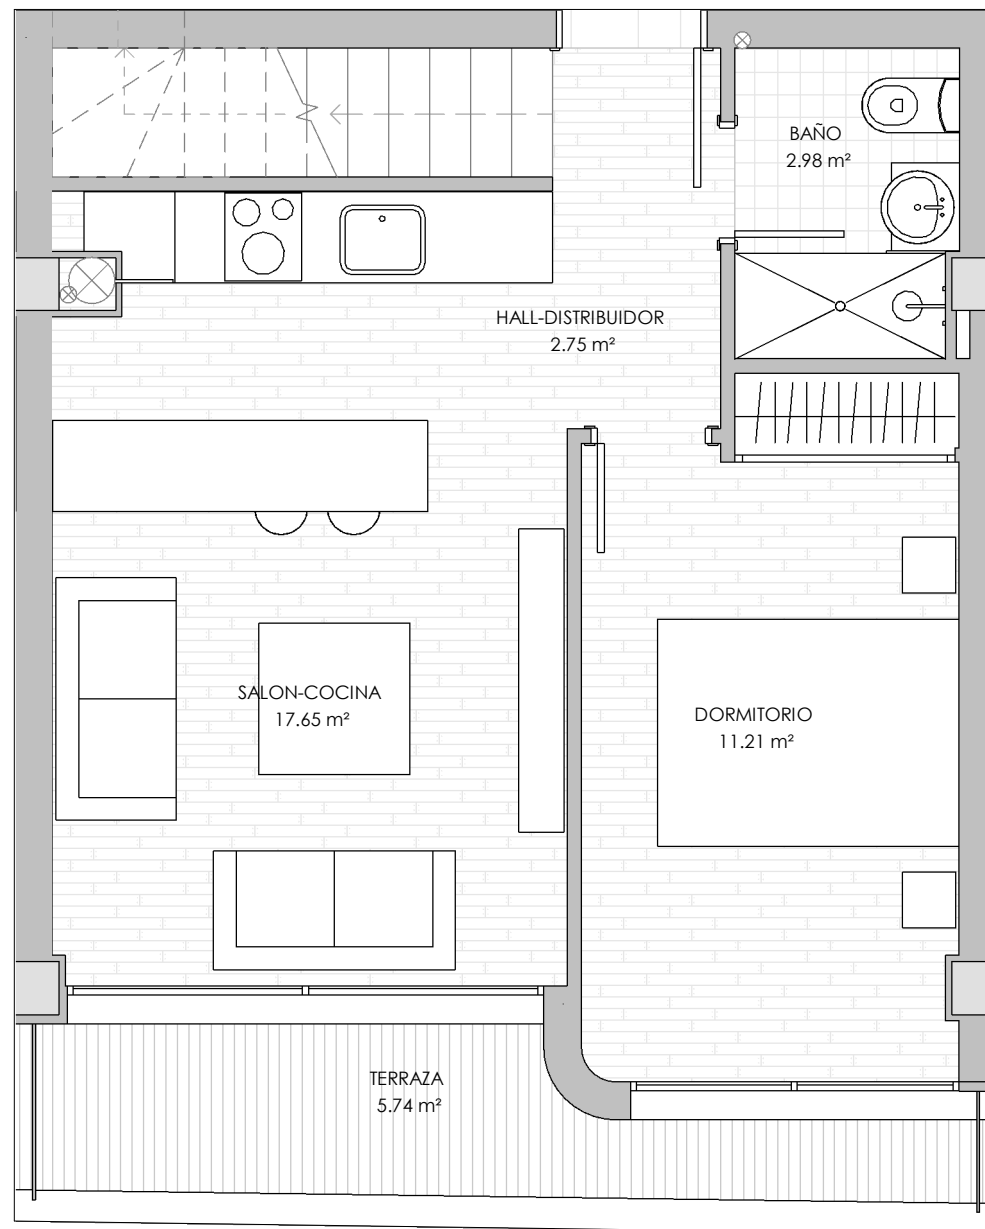 BAÑO
2.98 m²
HALL-DISTRIBUIDOR
2.75 m²
SALON-COCINA
17.65 m²
DORMITORIO
11.21 m²
TERRAZA
5.74 m²